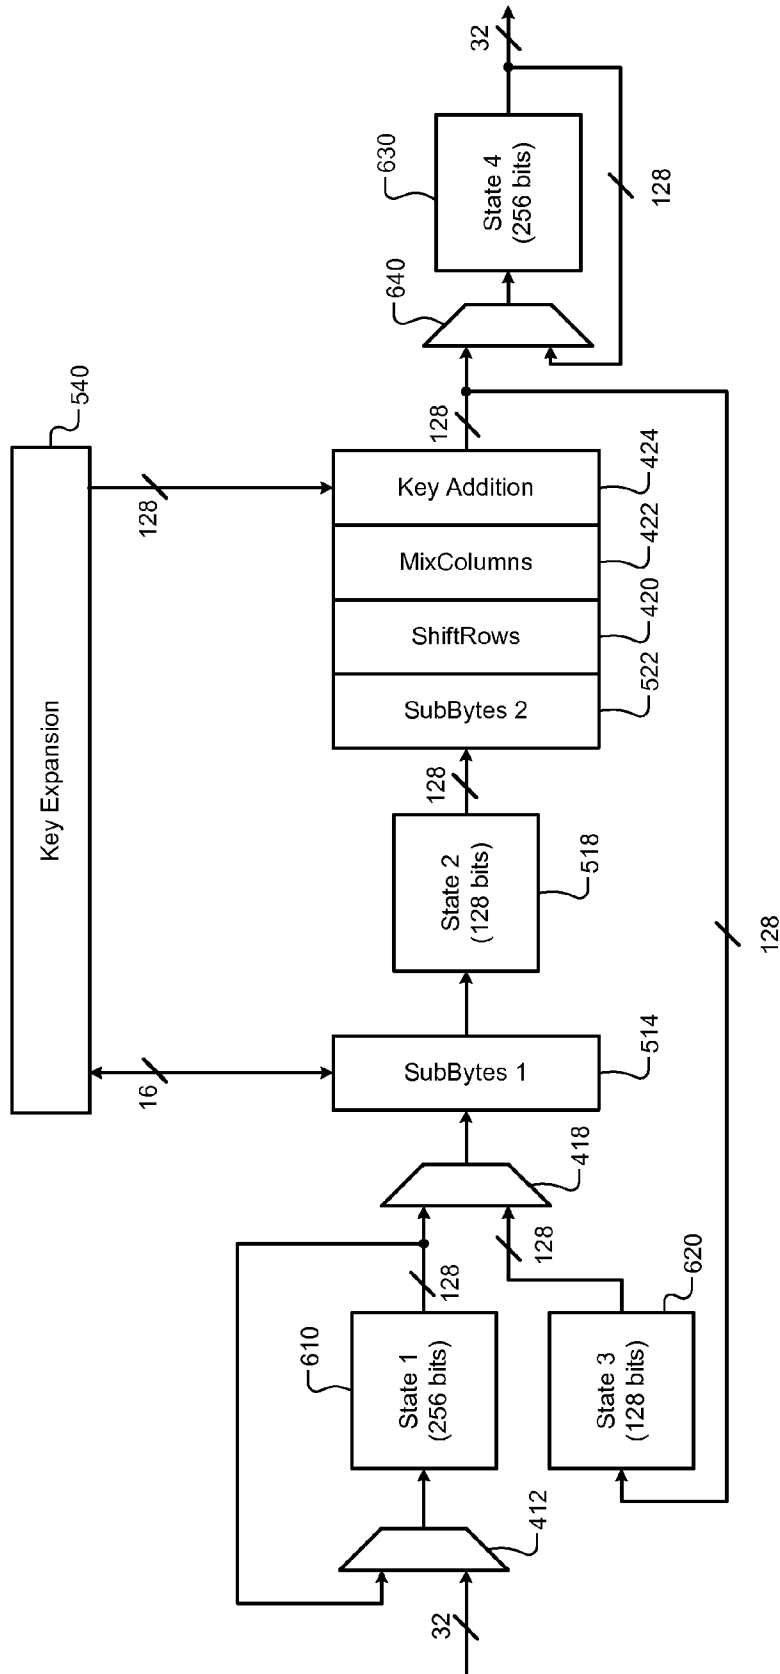 Key Expansion
540
16
128
32
412
State 1
(256 bits)
610
128
State 3
(128 bits)
620
128
418
SubBytes 1
514
State 2
(128 bits)
518
128
SubBytes 2
ShiftRows
MixColumns
Key Addition
522
420
422
424
128
640
State 4
(256 bits)
630
32
128
128